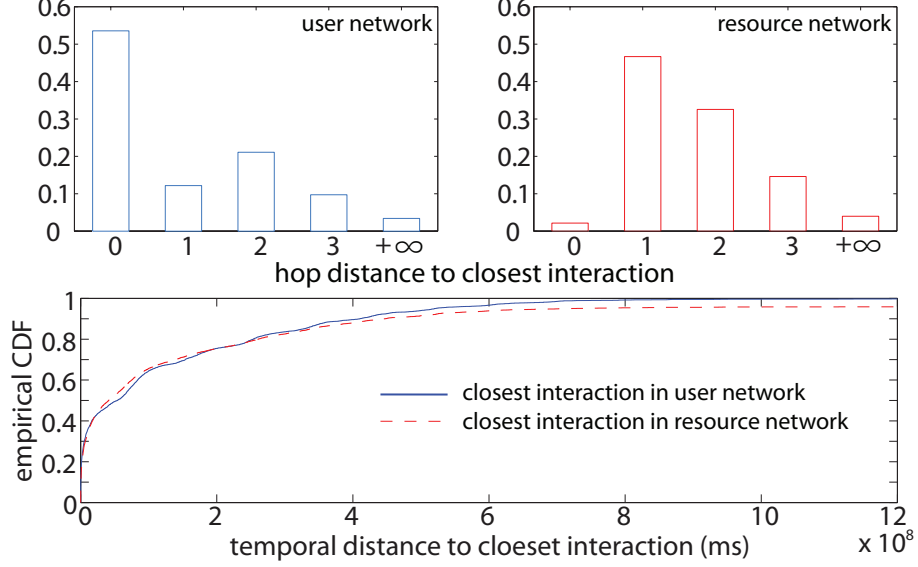 user network
0.6
0.5
0.4
0.3
0.2
0.1
0
0 1 2 3 +∞
resource network
0.6
0.5
0.4
0.3
0.2
0.1
0
0 1 2 3 +∞
hop distance to closest interaction
empirical CDF
1
0.8
0.6
0.4
0.2
0
closest interaction in user network
closest interaction in resource network
0 2 4 6 8 10 12
x 10^8
temporal distance to cloeset interaction (ms)